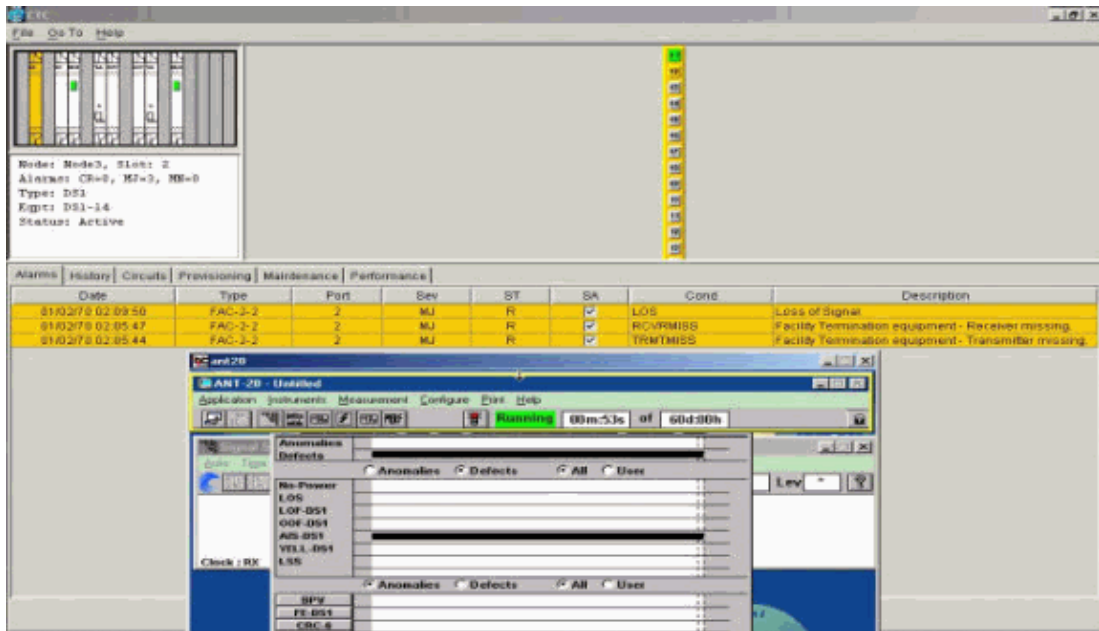 CTC
File Go To Help
Node: Node3, Slot: 2
Alarms: CR=0, MJ=3, MN=0
Type: DS1
Eqpt: DS1-14
Status: Active
Alarms History Circuits Provisioning Maintenance Performance
Date Type Port Sev ST SA Cond Description
01/02/70 02:09:50 FAC-2-2 2 MJ R LOS Loss of Signal
01/02/70 02:05:47 FAC-2-2 2 MJ R RCVRMISS Facility Termination equipment - Receiver missing.
01/02/70 02:05:44 FAC-2-2 2 MJ R TRMTMISS Facility Termination equipment - Transmitter missing.
ant20
ANT-20 - Untitled
Application Instruments Measurement Configure Print Help
Running 00m:53s of 60d:00h
Anomalies
Defects
Anomalies Defects All User
No-Power
LOS
LOF-DS1
OOF-DS1
AIS-DS1
YELL-DS1
LSS
Lev
Clock : RX
Anomalies Defects All User
BPV
FE-DS1
CRC-6